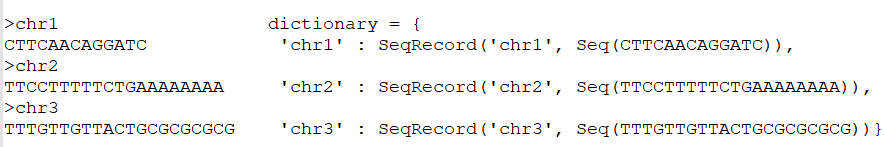 >chr1 dictionary = {
CTTCAACAGGATC 'chr1' : SeqRecord('chr1', Seq(CTTCAACAGGATC)),
>chr2
TTCCTTTTTCTGAAAAAAAA 'chr2' : SeqRecord('chr2', Seq(TTCCTTTTTCTGAAAAAAAA)),
>chr3
TTTGTTGTTACTGCGCGCGCG 'chr3' : SeqRecord('chr3', Seq(TTTGTTGTTACTGCGCGCGCG))}